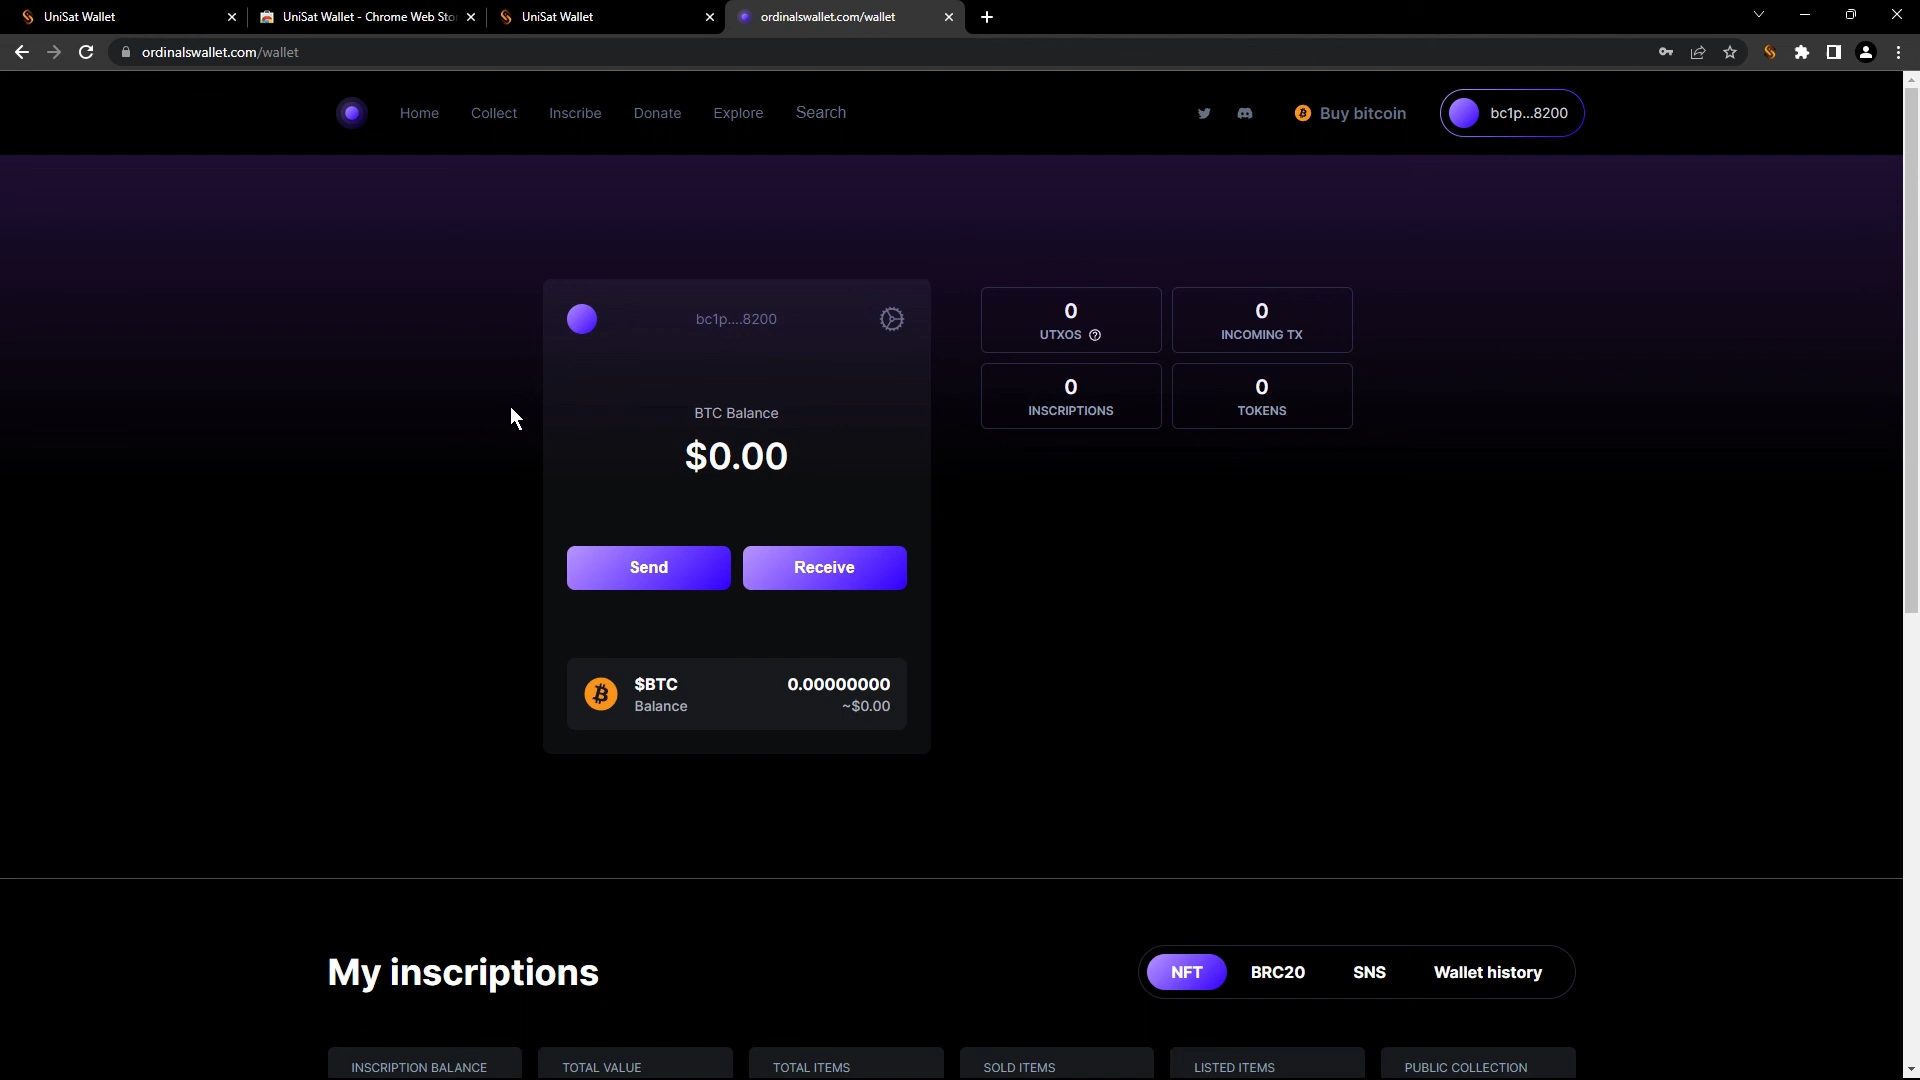 UniSat Wallet
UniSat Wallet - Chrome Web Sto
UniSat Wallet
ordinalswallet.com/wallet
ordinalswallet.com/wallet
Home Collect Inscribe Donate Explore Search
Buy bitcoin
bc1p...8200
bc1p....8200
BTC Balance
$0.00
Send
Receive
$BTC 0.00000000
Balance ~$0.00
0
UTXOS
0
INCOMING TX
0
INSCRIPTIONS
0
TOKENS
My inscriptions
NFT BRC20 SNS Wallet history
INSCRIPTION BALANCE
TOTAL VALUE
TOTAL ITEMS
SOLD ITEMS
LISTED ITEMS
PUBLIC COLLECTION